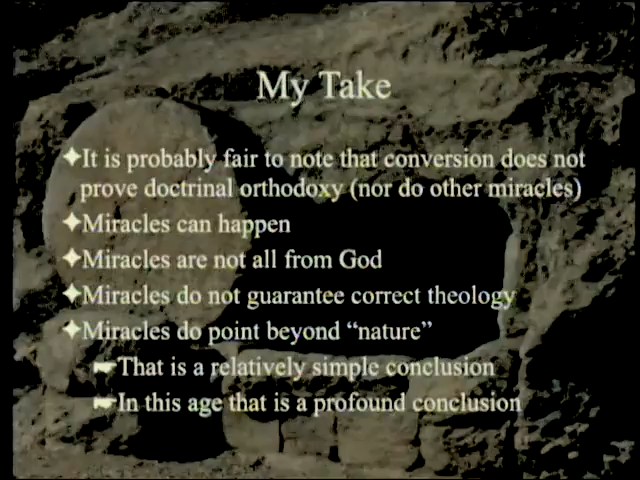 My Take
It is probably fair to note that conversion does not
prove doctrinal orthodoxy (nor do other miracles)
Miracles can happen
Miracles are not all from God
Miracles do not guarantee correct theology
Miracles do point beyond “nature”
That is a relatively simple conclusion
In this age that is a profound conclusion